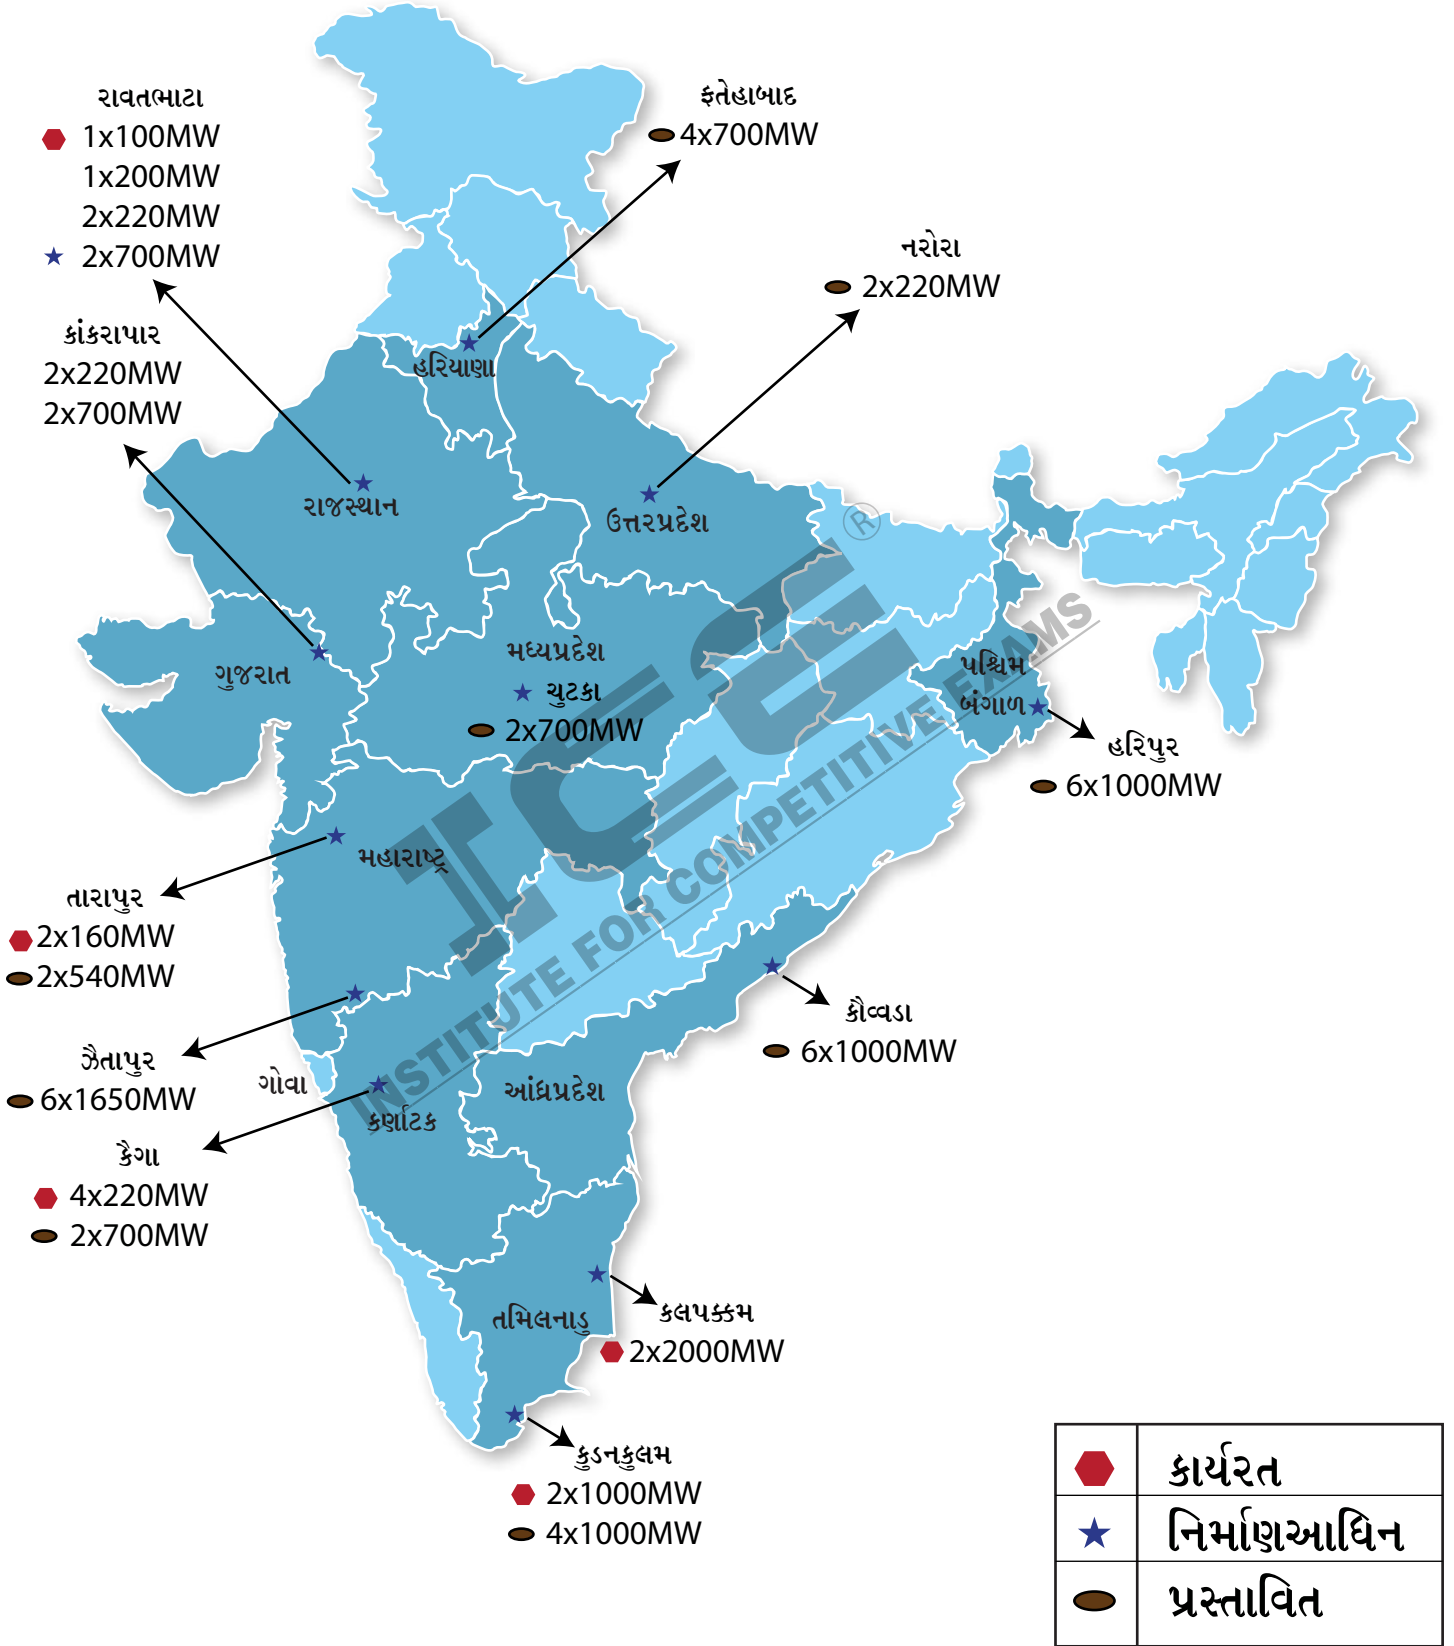 રાવતભાટા
1x100MW
1x200MW
2x220MW
2x700MW
ફતેહાબાદ
4x700MW
નરોરા
2x220MW
કાંકરાપાર
2x220MW
2x700MW
હરિયાણા
રાજસ્થાન
ઉત્તરપ્રદેશ
ગુજરાત
મધ્યપ્રદેશ
ચુટકા
2x700MW
પશ્ચિમ
બંગાળ
હરિપુર
6x1000MW
મહારાષ્ટ્ર
તારાપુર
2x160MW
2x540MW
ઝૈતાપુર
6x1650MW
ગોવા
કૈગા
4x220MW
2x700MW
કર્ણાટક
આંધ્રપ્રદેશ
કૌવ્વડા
6x1000MW
તમિલનાડુ
કલપક્કમ
2x2000MW
કુડનકુલમ
2x1000MW
4x1000MW
ICE®
INSTITUTE FOR COMPETITIVE EXAMS
કાર્યરત
નિર્માણઆધિન
પ્રસ્તાવિત